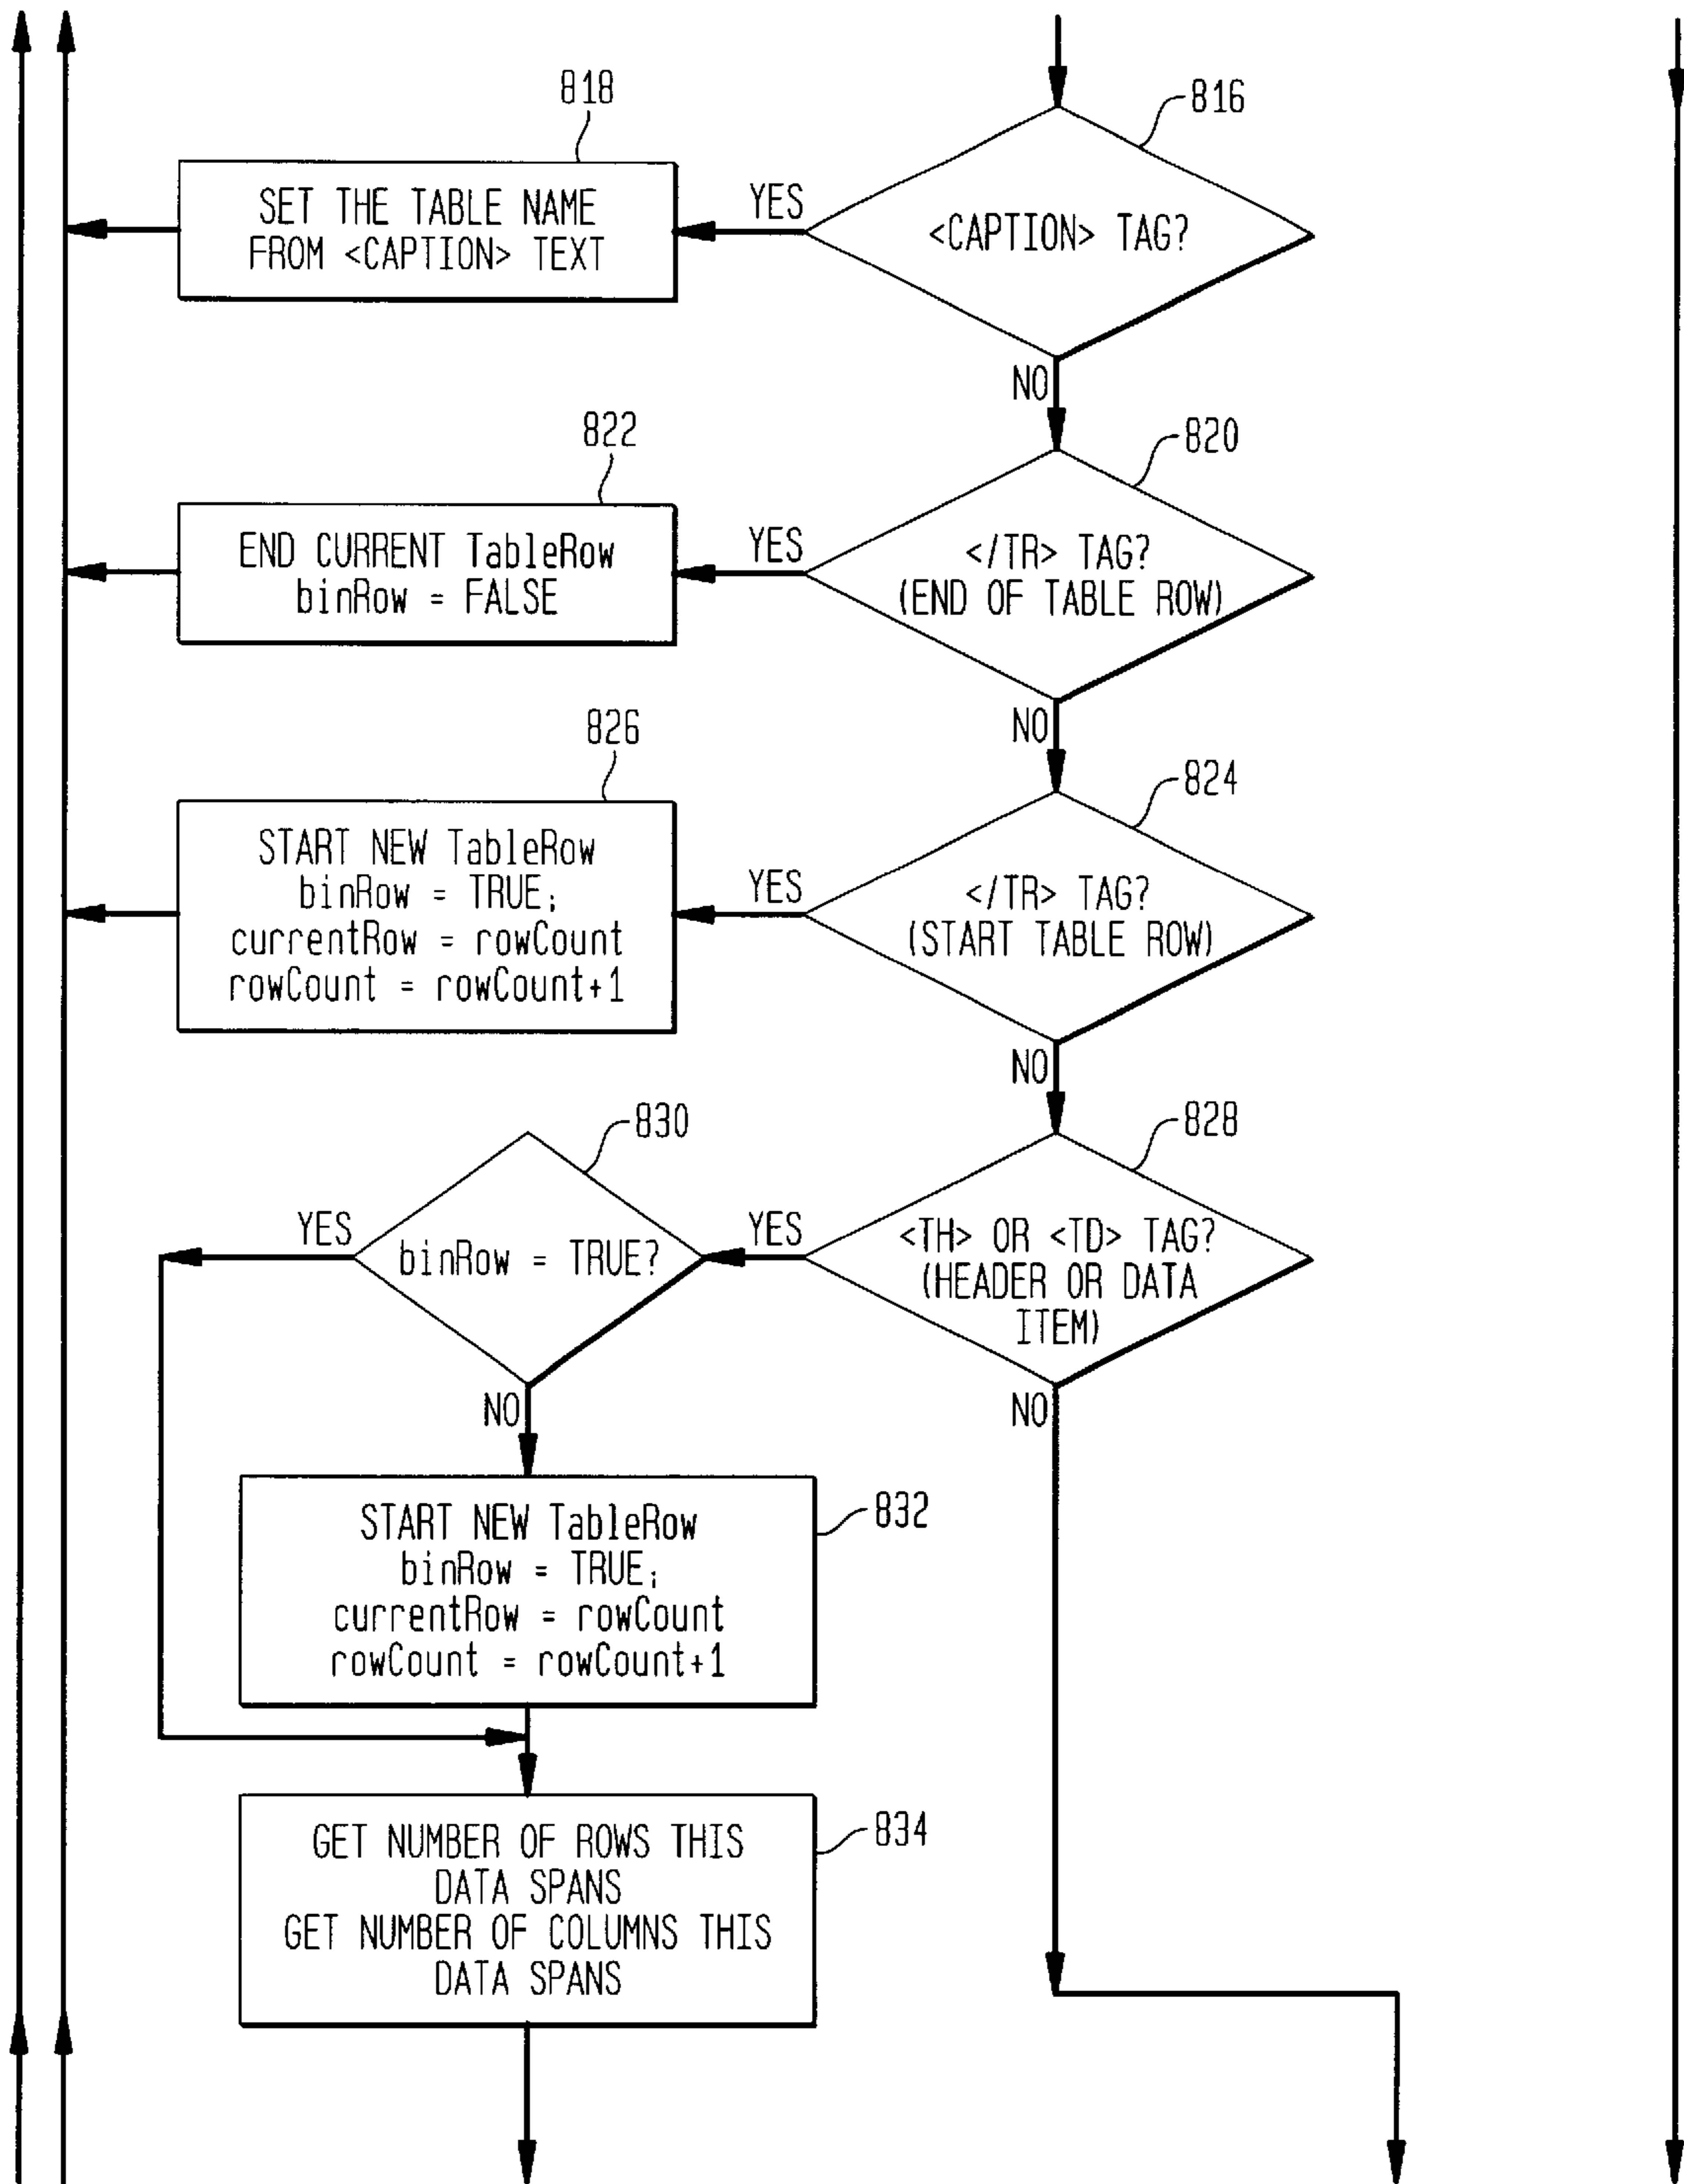 818
816
SET THE TABLE NAME
FROM <CAPTION> TEXT
YES
<CAPTION> TAG?
NO
822
820
END CURRENT TableRow
binRow = FALSE
YES
</TR> TAG?
(END OF TABLE ROW)
NO
826
824
START NEW TableRow
binRow = TRUE;
currentRow = rowCount
rowCount = rowCount+1
YES
</TR> TAG?
(START TABLE ROW)
NO
830
828
YES
binRow = TRUE?
YES
<TH> OR <TD> TAG?
(HEADER OR DATA
ITEM)
NO
NO
832
START NEW TableRow
binRow = TRUE;
currentRow = rowCount
rowCount = rowCount+1
834
GET NUMBER OF ROWS THIS
DATA SPANS
GET NUMBER OF COLUMNS THIS
DATA SPANS